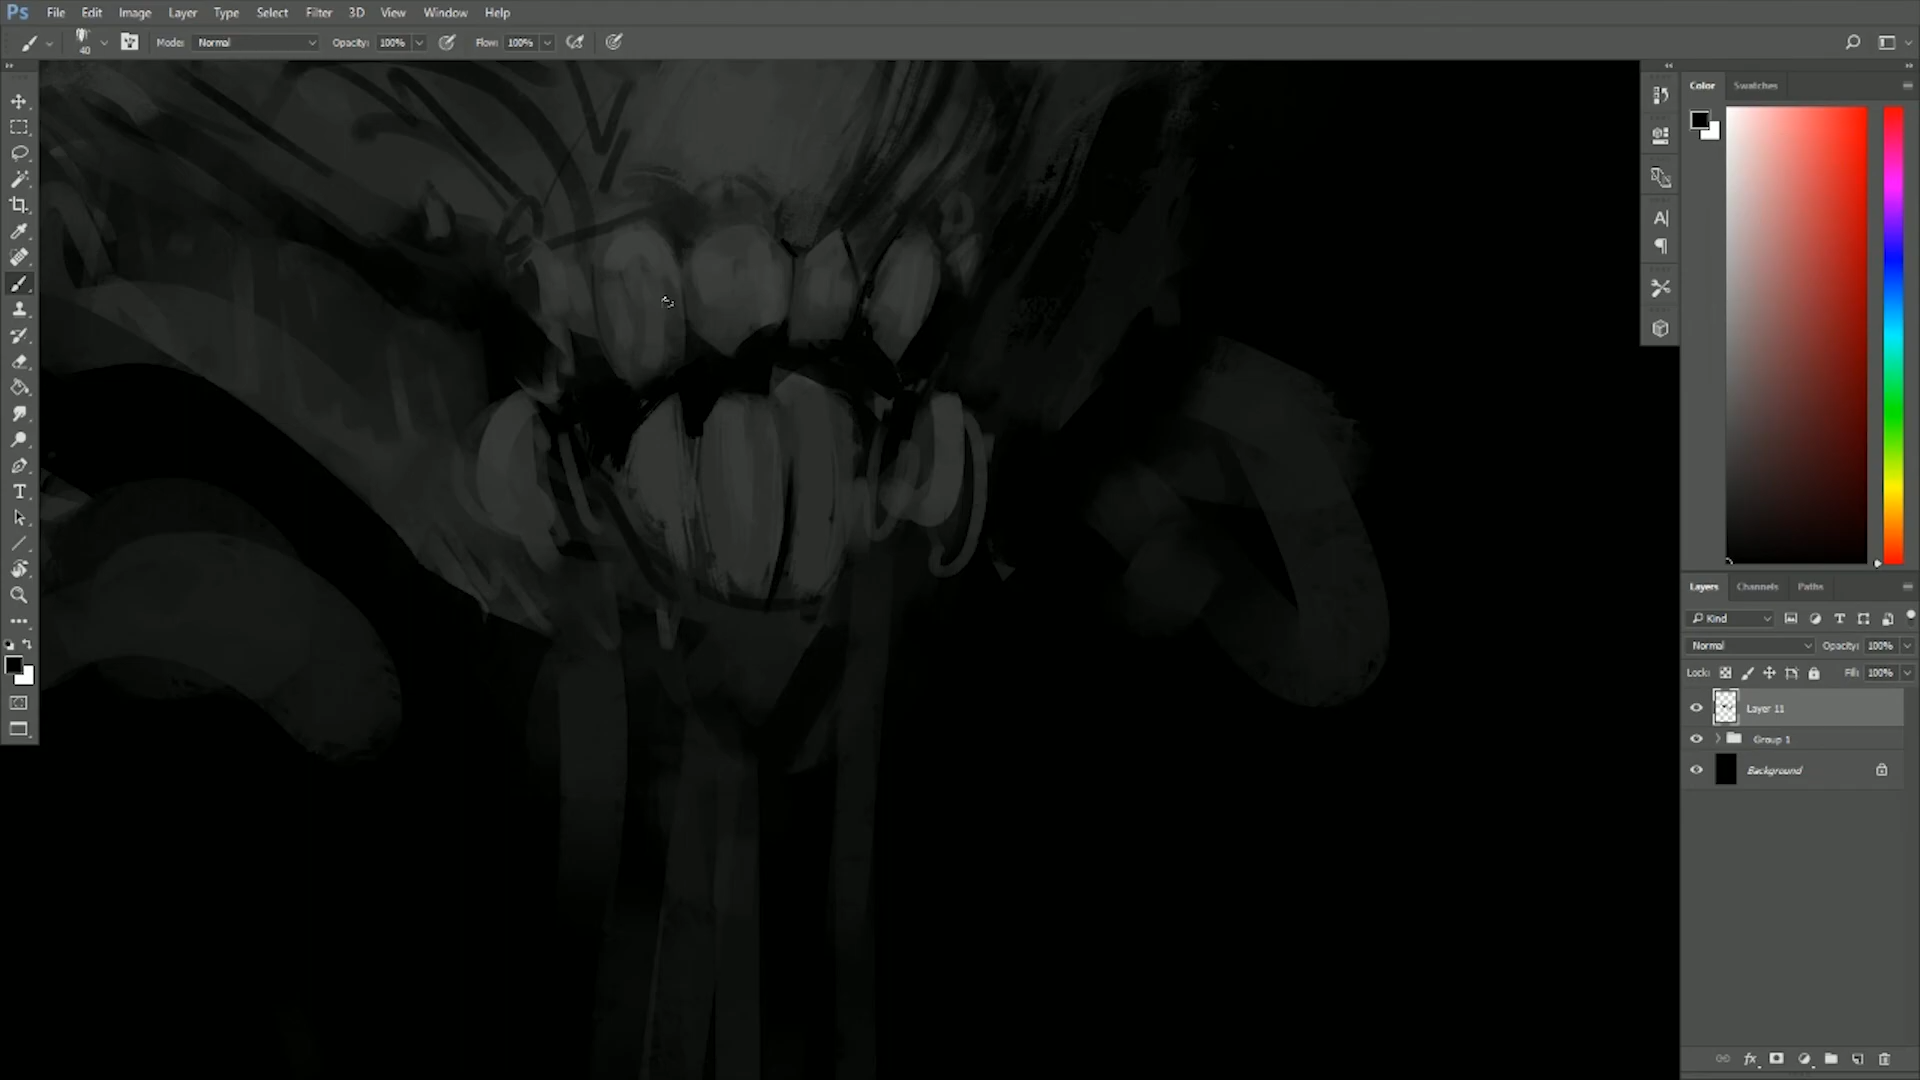 Ps File Edit Image Layer Type Select Filter 3D View Window Help
40 Mode: Normal Opacity: 100% Flow: 100%
Color Swatches
Layers Channels Paths
Kind
Normal Opacity: 100%
Lock: Fill: 100%
Layer 11
Group 1
Background